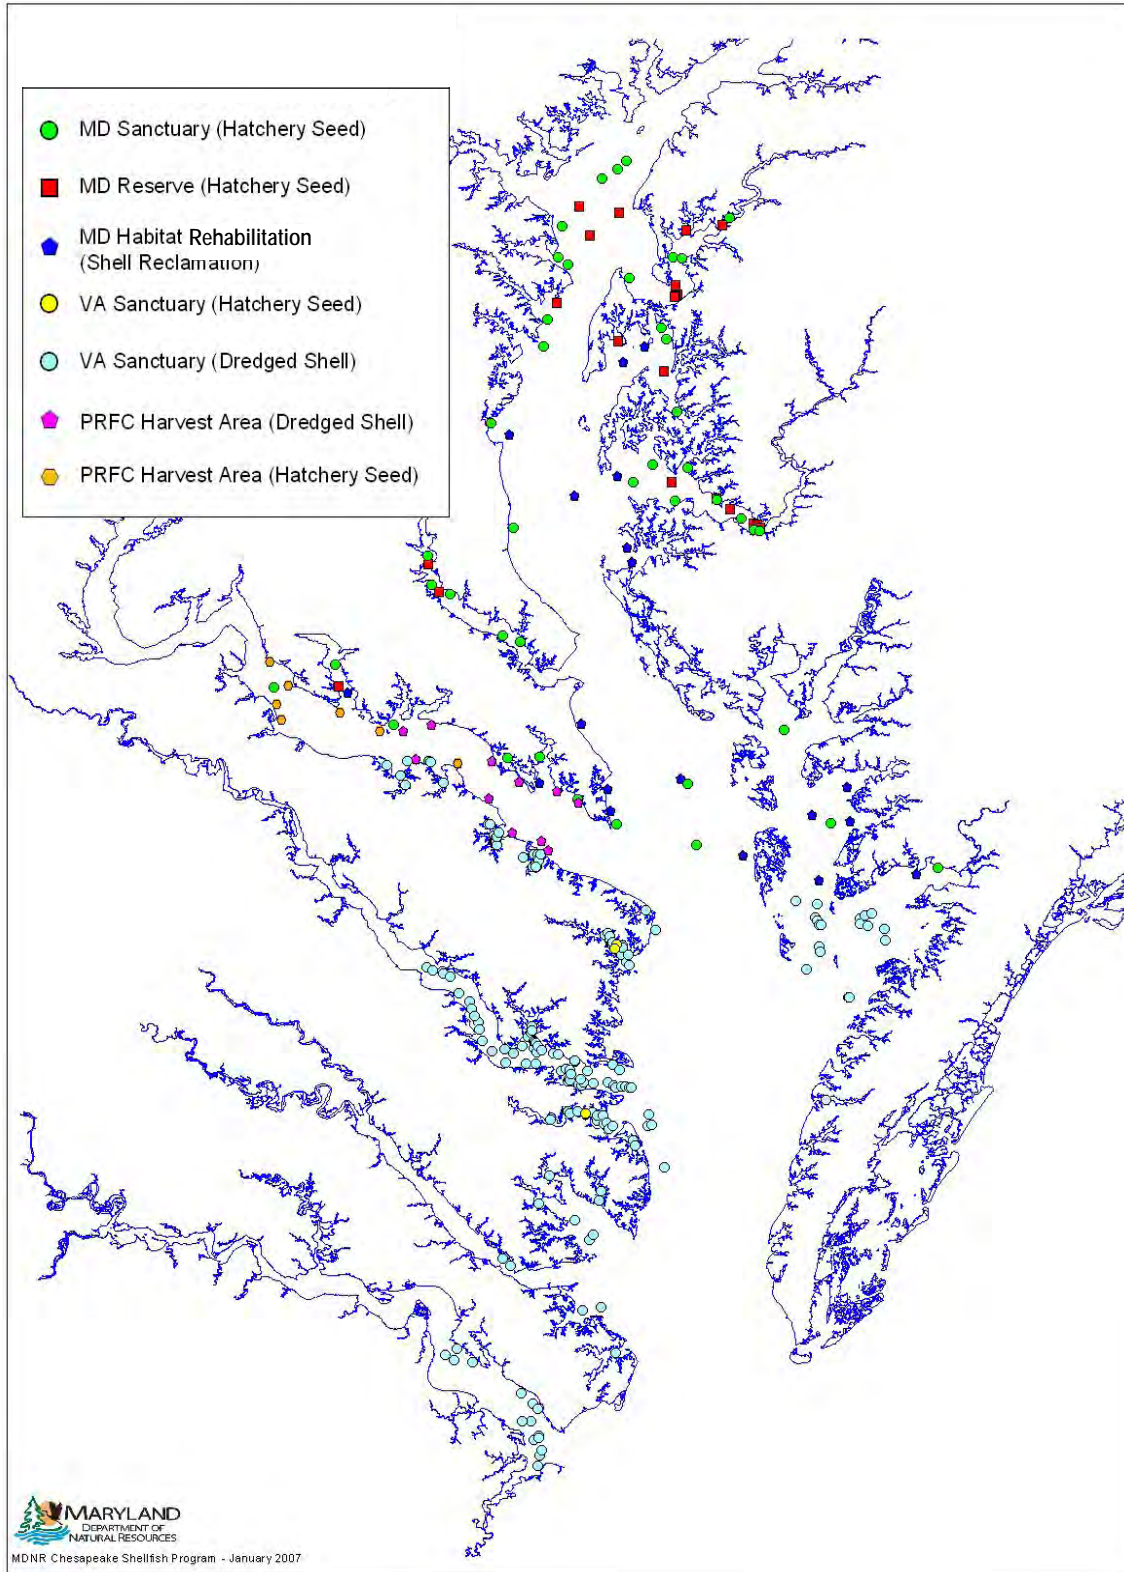 MD Sanctuary (Hatchery Seed)
MD Reserve (Hatchery Seed)
MD Habitat Rehabilitation
(Shell Reclamation)
VA Sanctuary (Hatchery Seed)
VA Sanctuary (Dredged Shell)
PRFC Harvest Area (Dredged Shell)
PRFC Harvest Area (Hatchery Seed)
MARYLAND
DEPARTMENT OF
NATURAL RESOURCES
MDNR Chesapeake Shellfish Program - January 2007